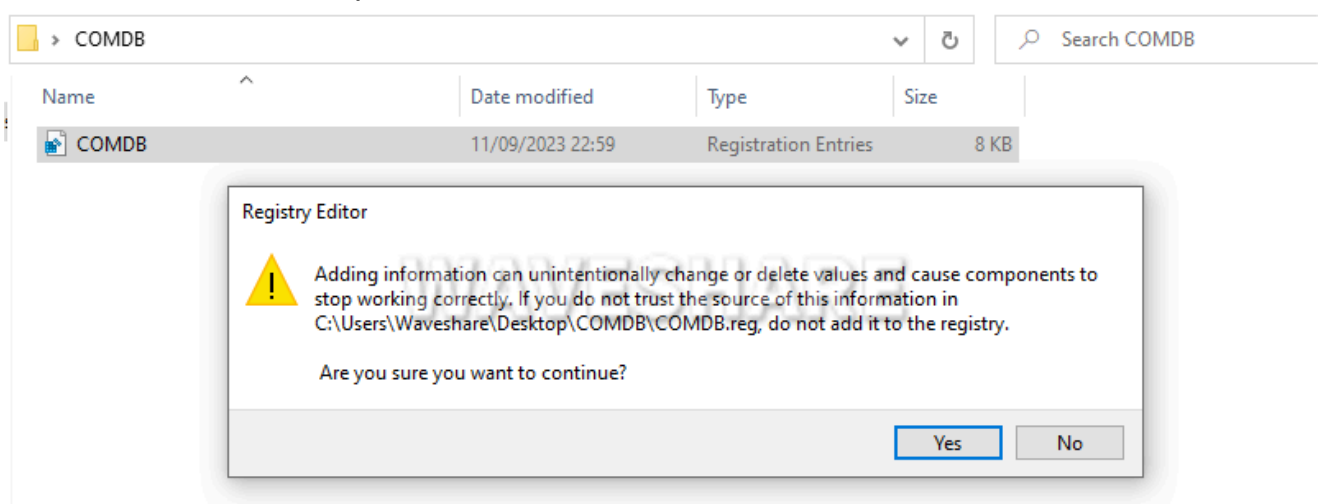 COMDB
Search COMDB
Name Date modified Type Size
COMDB 11/09/2023 22:59 Registration Entries 8 KB
Registry Editor
WAVESHARE
Adding information can unintentionally change or delete values and cause components to
stop working correctly. If you do not trust the source of this information in
C:\Users\Waveshare\Desktop\COMDB\COMDB.reg, do not add it to the registry.
Are you sure you want to continue?
Yes No